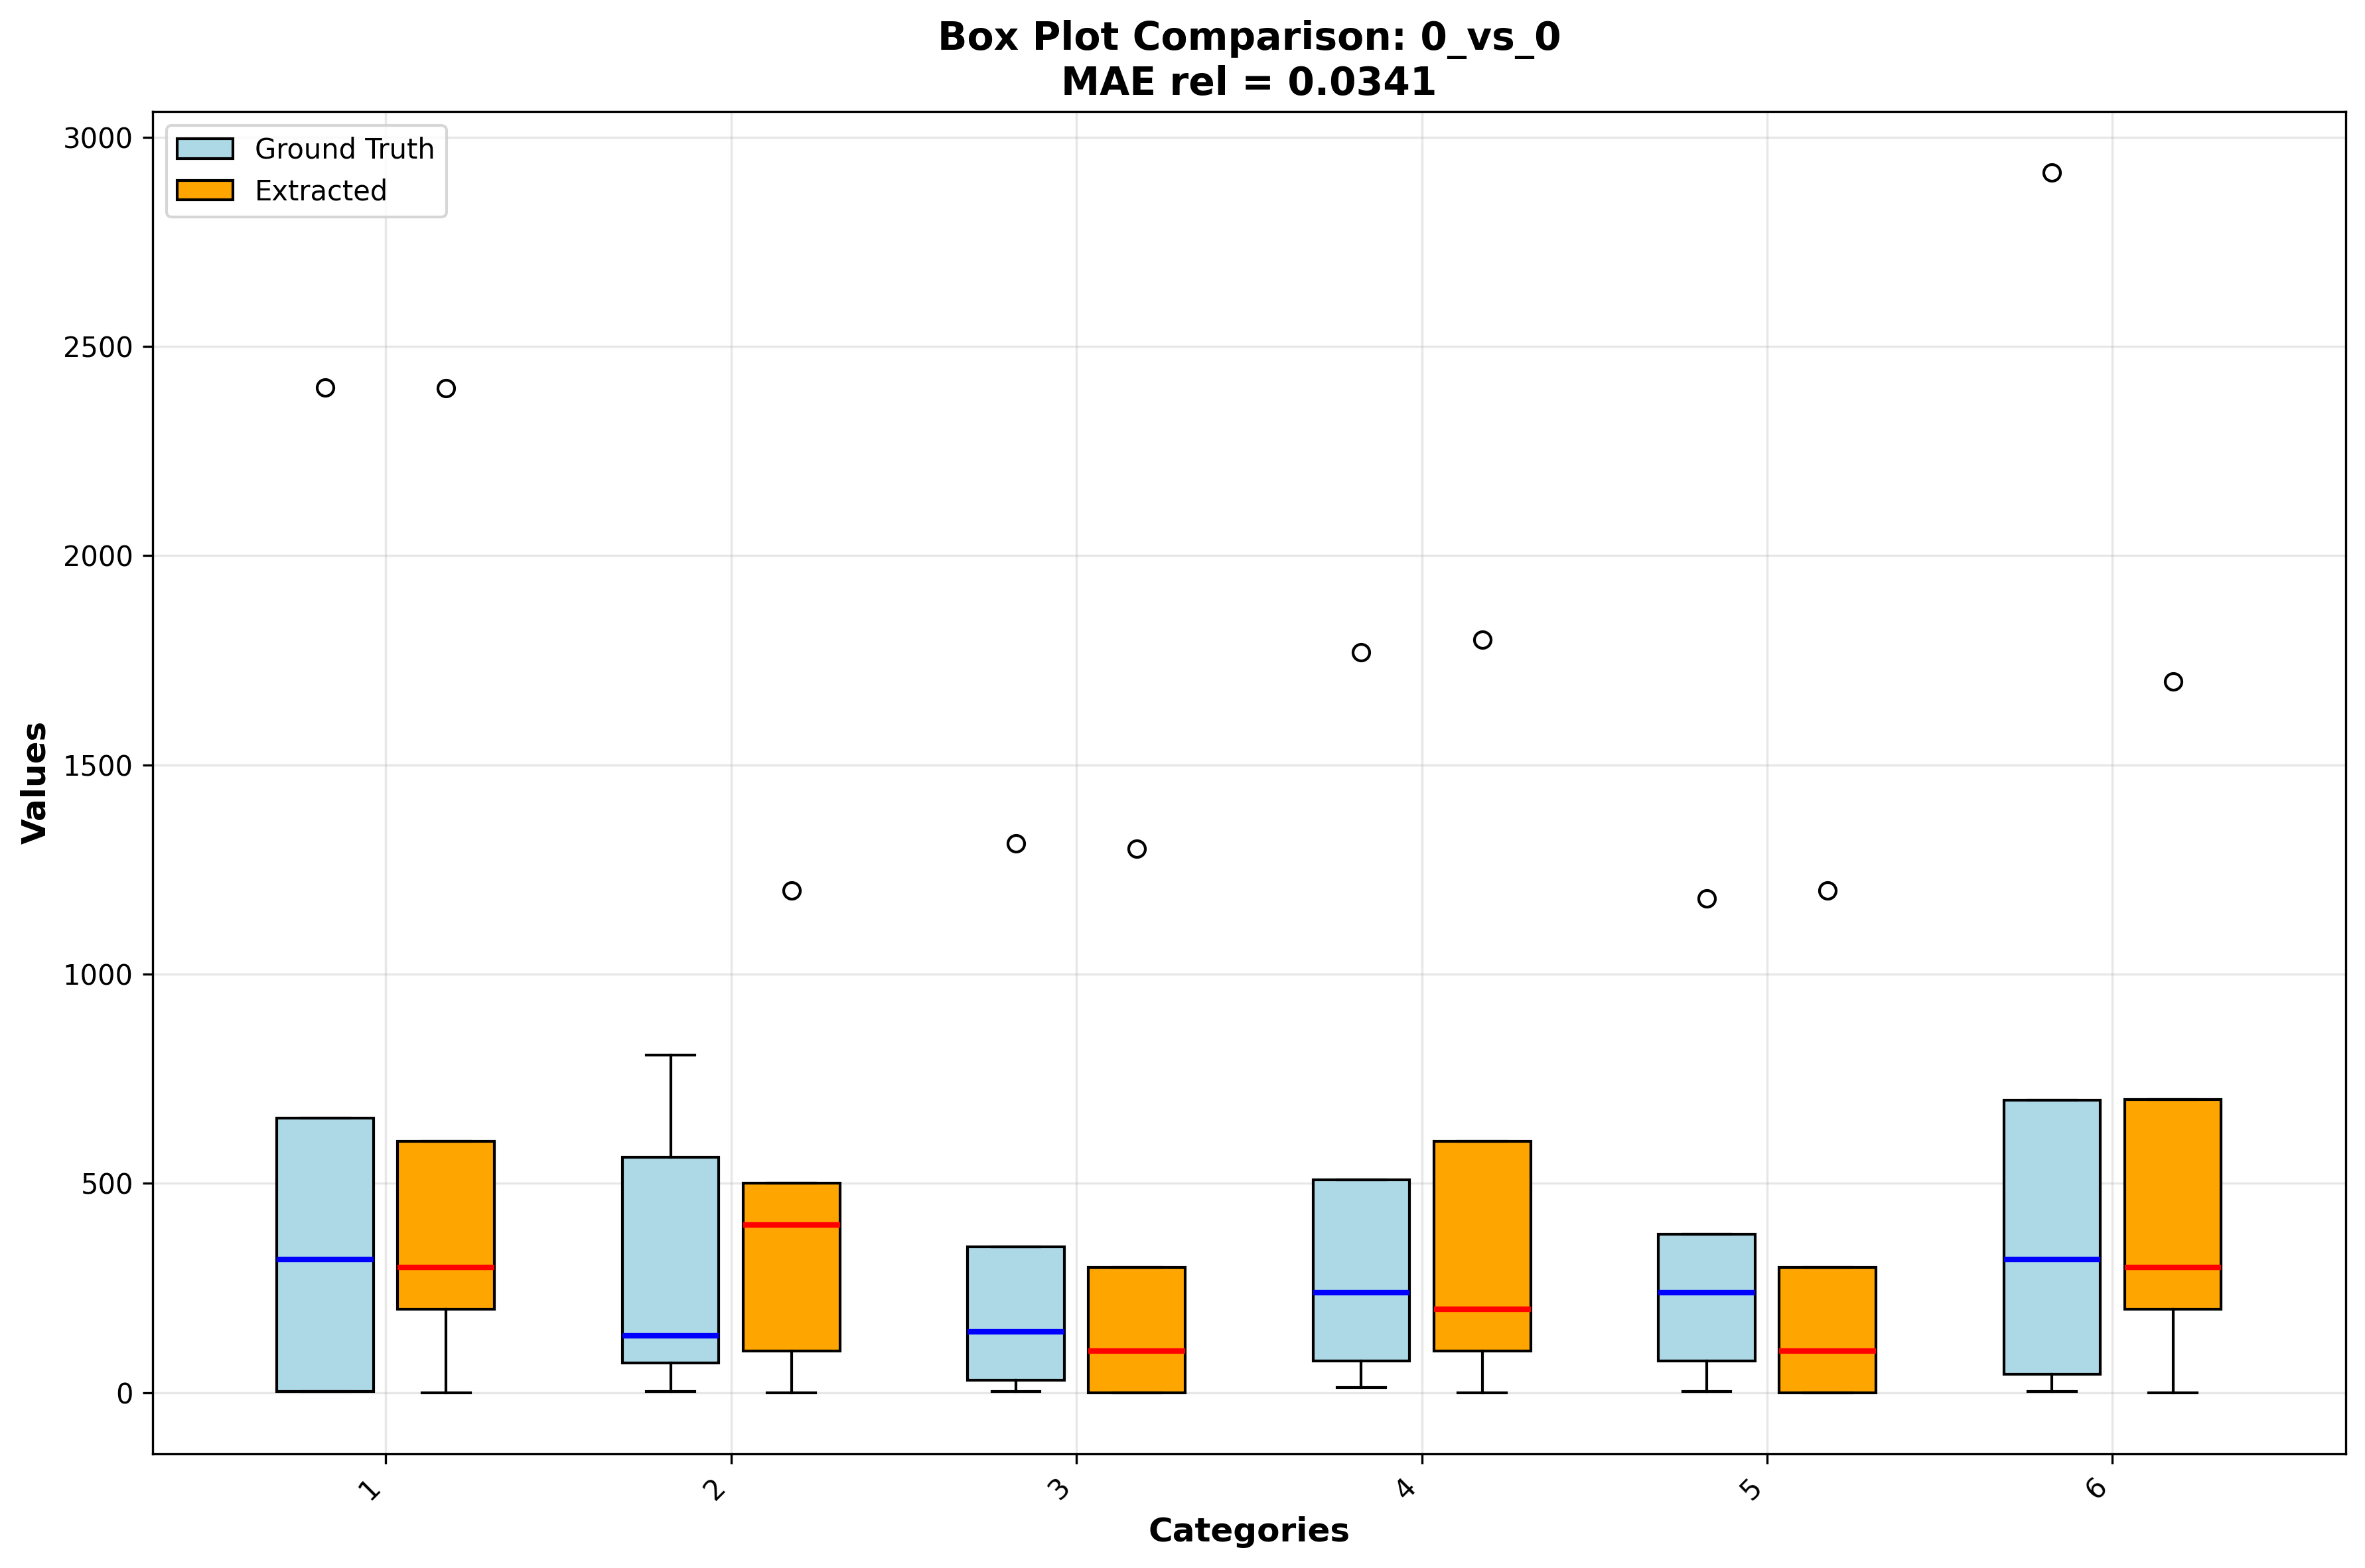 Box Plot Comparison: 0_vs_0
MAE rel = 0.0341
Ground Truth
Extracted
Values
3000
2500
2000
1500
1000
500
0
1
2
3
4
5
6
Categories